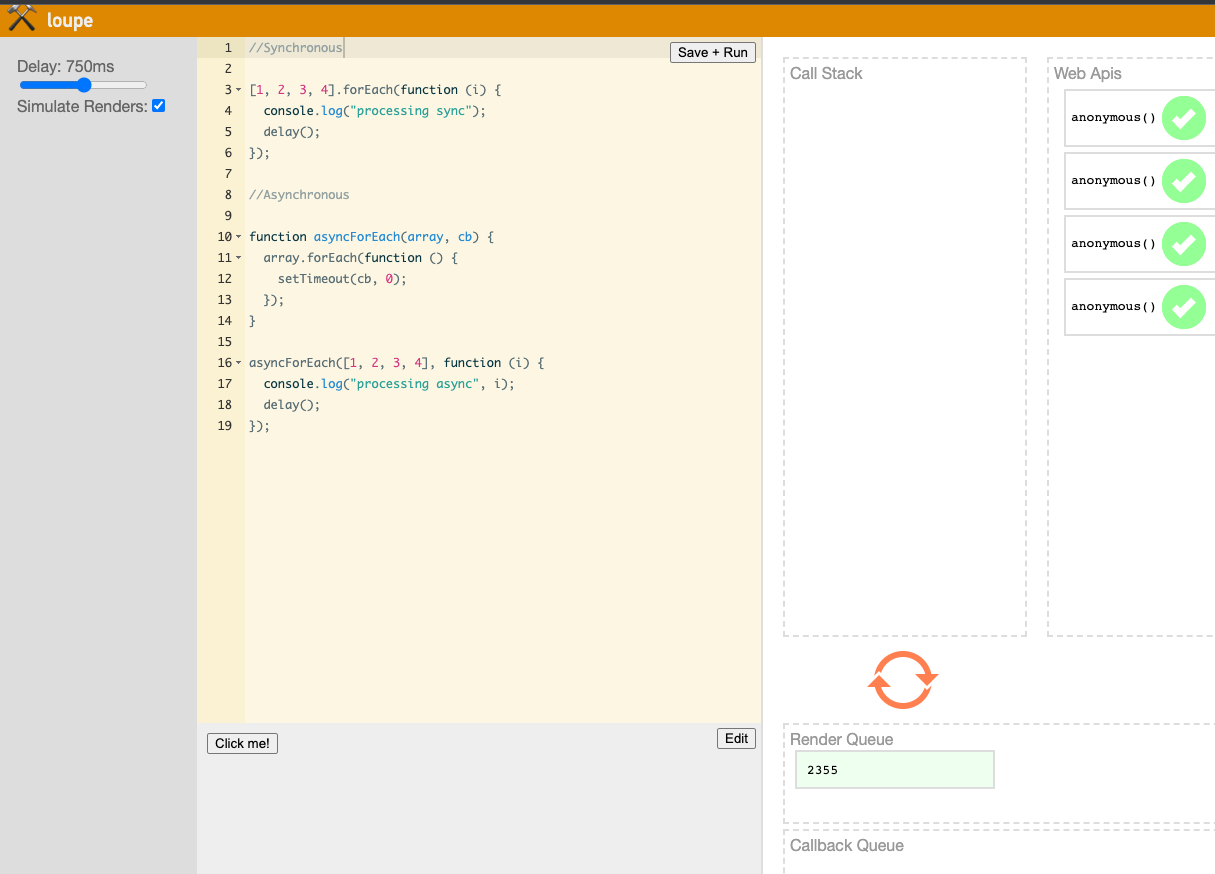 loupe
Delay: 750ms
Simulate Renders:
Save + Run
1 //Synchronous
2
3 [1, 2, 3, 4].forEach(function (i) {
4   console.log("processing sync");
5   delay();
6 });
7
8 //Asynchronous
9
10 function asyncForEach(array, cb) {
11   array.forEach(function () {
12     setTimeout(cb, 0);
13   });
14 }
15
16 asyncForEach([1, 2, 3, 4], function (i) {
17   console.log("processing async", i);
18   delay();
19 });
Click me!
Edit
Call Stack
Web Apis
anonymous()
anonymous()
anonymous()
anonymous()
Render Queue
2355
Callback Queue